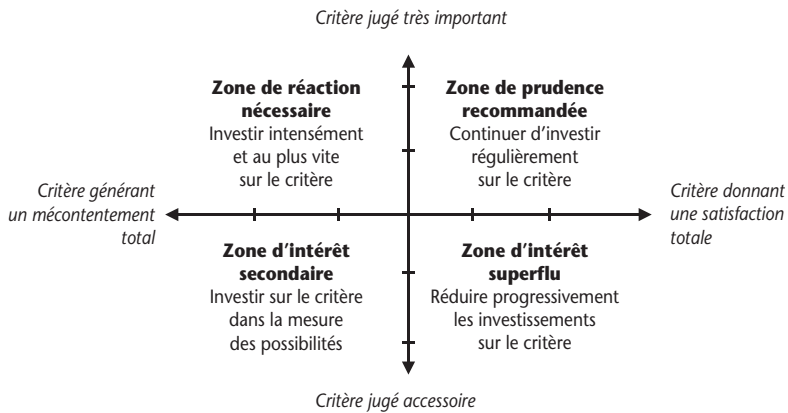 Critère jugé très important
Zone de réaction
nécessaire
Investir intensément
et au plus vite
sur le critère
Zone de prudence
recommandée
Continuer d'investir
régulièrement
sur le critère
Critère générant
un mécontentement
total
Critère donnant
une satisfaction
totale
Zone d'intérêt
secondaire
Investir sur le critère
dans la mesure
des possibilités
Zone d'intérêt
superflu
Réduire progressivement
les investissements
sur le critère
Critère jugé accessoire